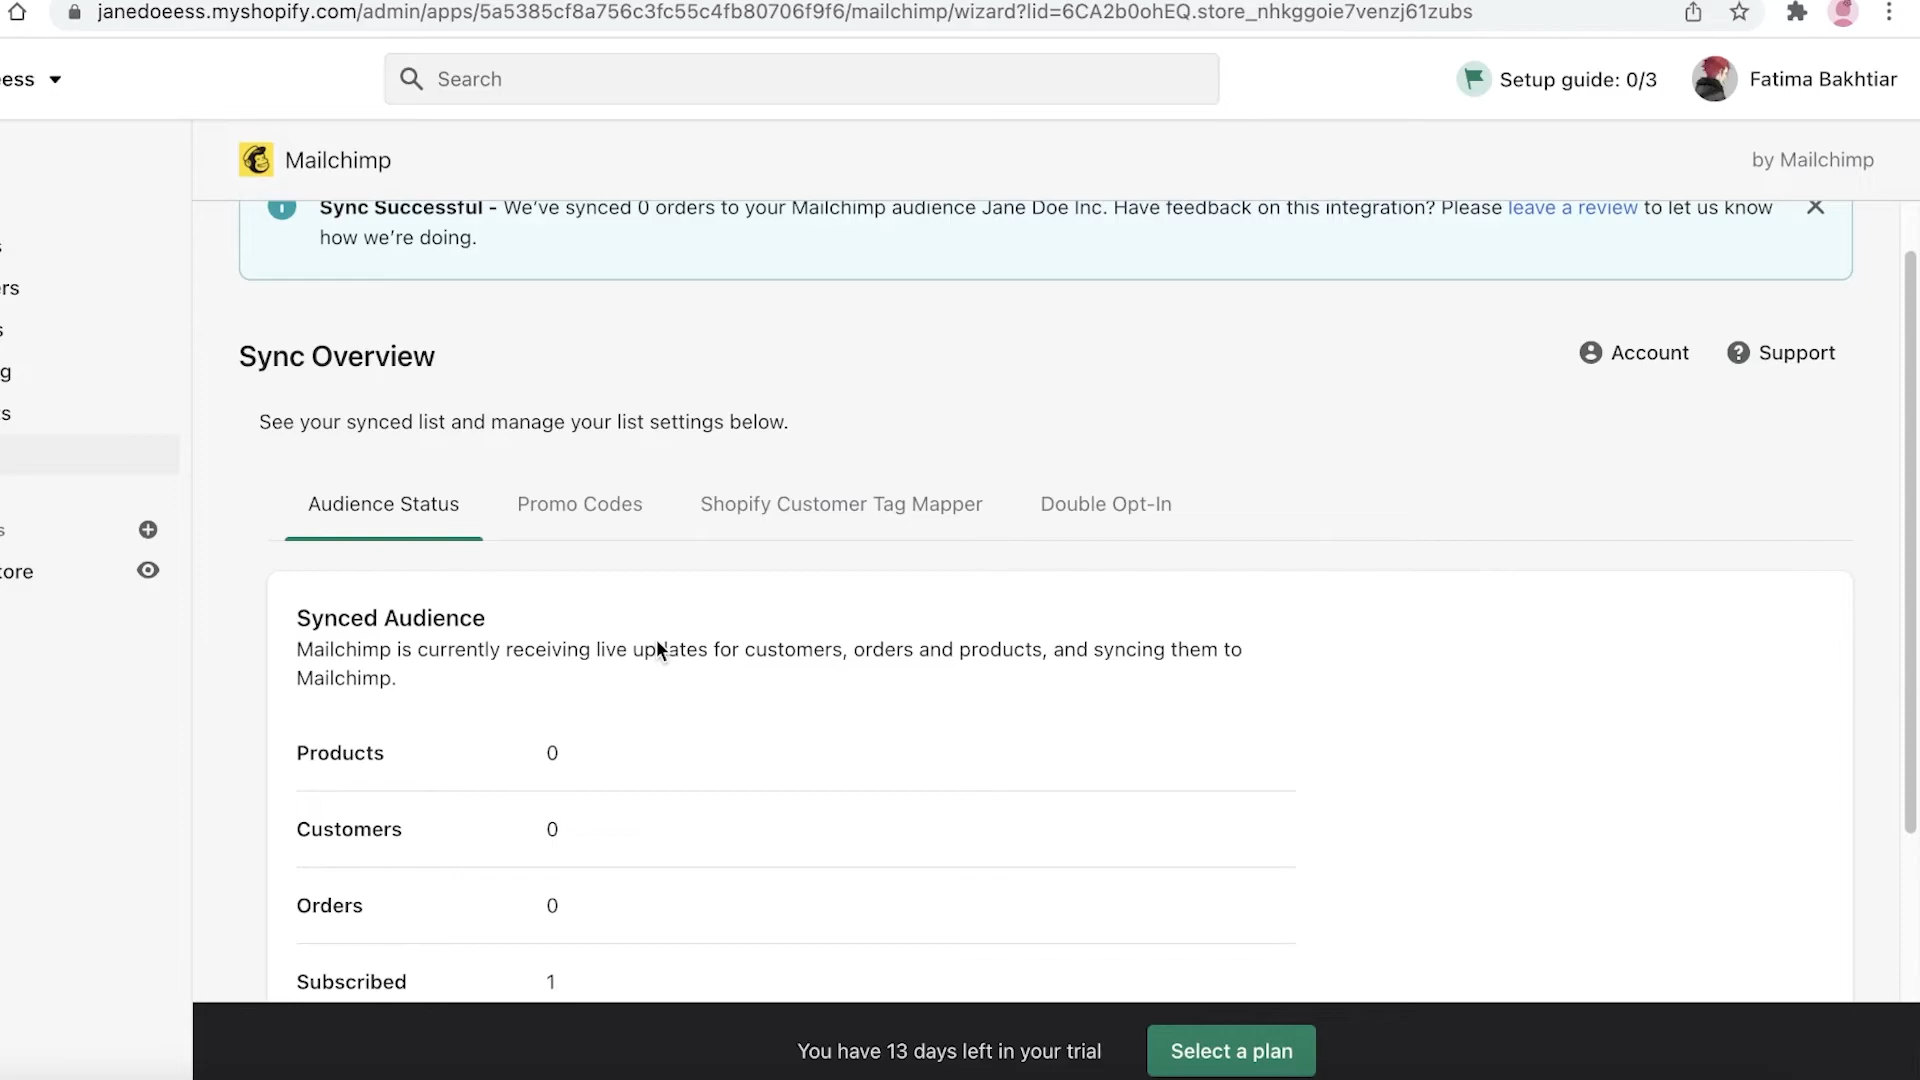 janedoeess.myshopify.com/admin/apps/5a5385cf8a756c3fc55c4fb80706f9f6/mailchimp/wizard?lid=6CA2b0ohEQ.store_nhkggoie7venzj61zubs
ess
Search
Setup guide: 0/3
Fatima Bakhtiar
Mailchimp
by Mailchimp
Sync Successful - We've synced 0 orders to your Mailchimp audience Jane Doe Inc. Have feedback on this integration? Please leave a review to let us know
how we're doing.
s
ers
s
g
ts
s
tore
Sync Overview
Account
Support
See your synced list and manage your list settings below.
Audience Status
Promo Codes
Shopify Customer Tag Mapper
Double Opt-In
Synced Audience
Mailchimp is currently receiving live updates for customers, orders and products, and syncing them to
Mailchimp.
Products 0
Customers 0
Orders 0
Subscribed 1
You have 13 days left in your trial
Select a plan